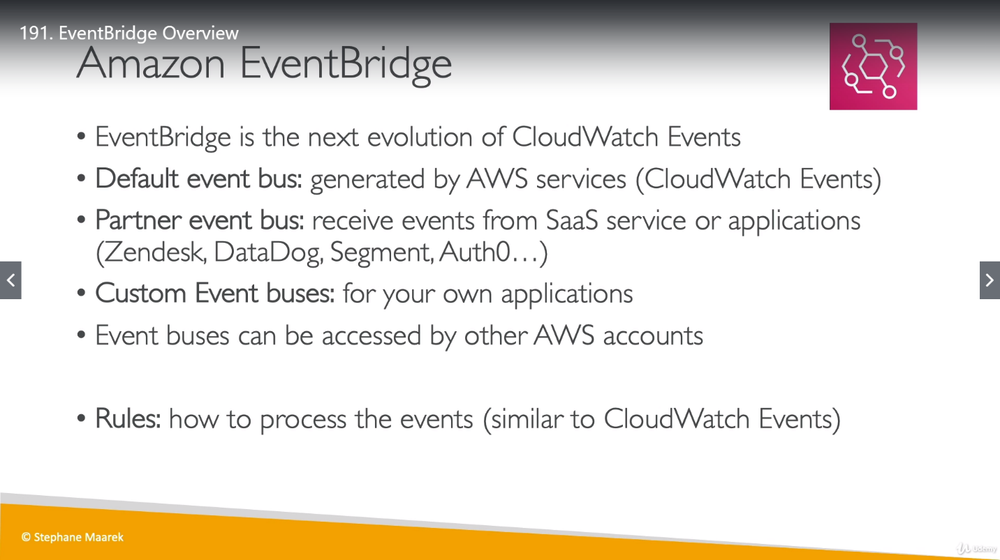 191. EventBridge Overview
Amazon EventBridge
• EventBridge is the next evolution of CloudWatch Events
• Default event bus: generated by AWS services (CloudWatch Events)
• Partner event bus: receive events from SaaS service or applications
(Zendesk, DataDog, Segment, Auth0…)
• Custom Event buses: for your own applications
• Event buses can be accessed by other AWS accounts
• Rules: how to process the events (similar to CloudWatch Events)
© Stephane Maarek
Udemy